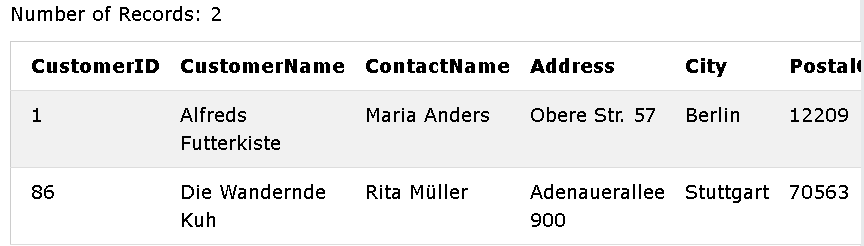 Number of Records: 2
CustomerID CustomerName ContactName Address City Postal
1 Alfreds Maria Anders Obere Str. 57 Berlin 12209
Futterkiste
86 Die Wandernde Rita Müller Adenauerallee Stuttgart 70563
Kuh 900